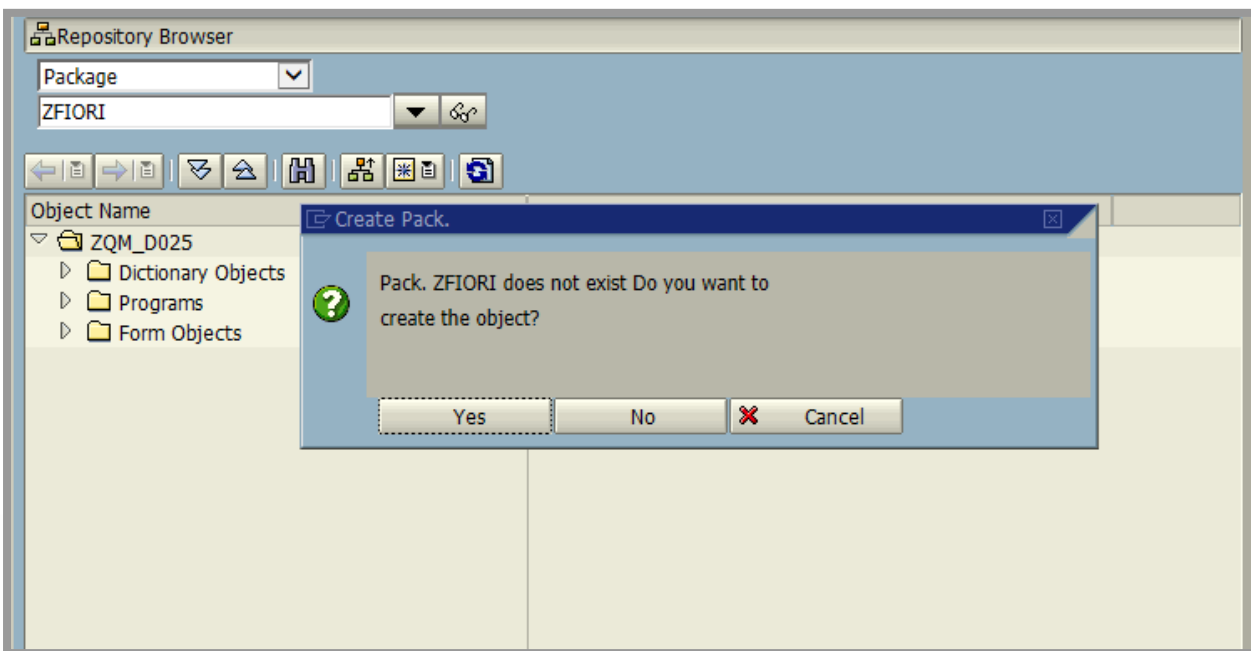 Repository Browser
Package
ZFIORI
Object Name
Create Pack.
ZQM_D025
Dictionary Objects
Programs
Form Objects
Pack. ZFIORI does not exist Do you want to
create the object?
Yes No Cancel